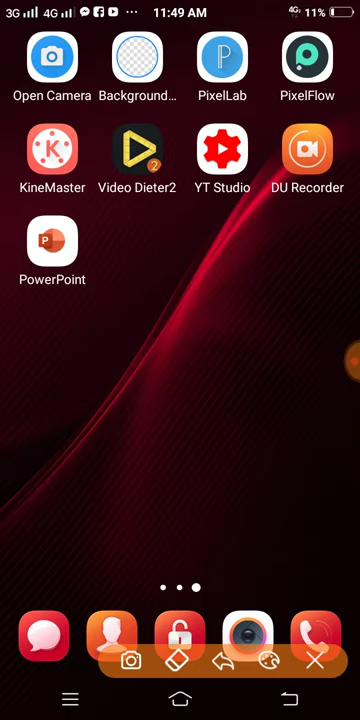 3G 4G 11:49 AM 4G 11%
Open Camera Background... PixelLab PixelFlow
KineMaster Video Dieter2 YT Studio DU Recorder
PowerPoint